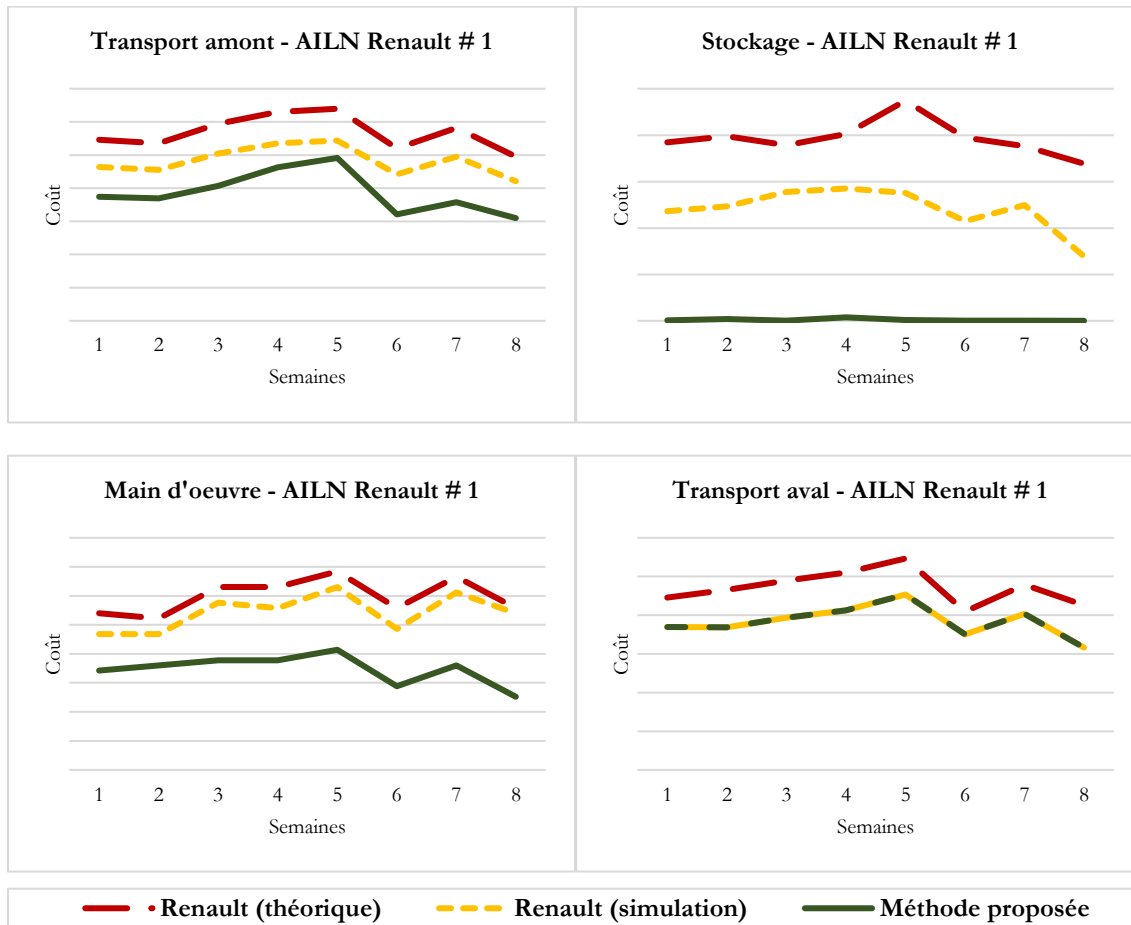 Transport amont - AILN Renault # 1
Coût
1 2 3 4 5 6 7 8
Semaines
Stockage - AILN Renault # 1
Coût
1 2 3 4 5 6 7 8
Semaines
Main d'oeuvre - AILN Renault # 1
Coût
1 2 3 4 5 6 7 8
Semaines
Transport aval - AILN Renault # 1
Coût
1 2 3 4 5 6 7 8
Semaines
Renault (théorique) Renault (simulation) Méthode proposée